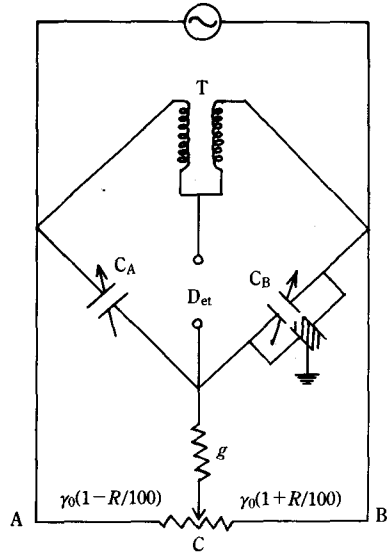 T
C_A
D_et
C_B
g
γ₀(1−R/100)
γ₀(1+R/100)
A
B
C